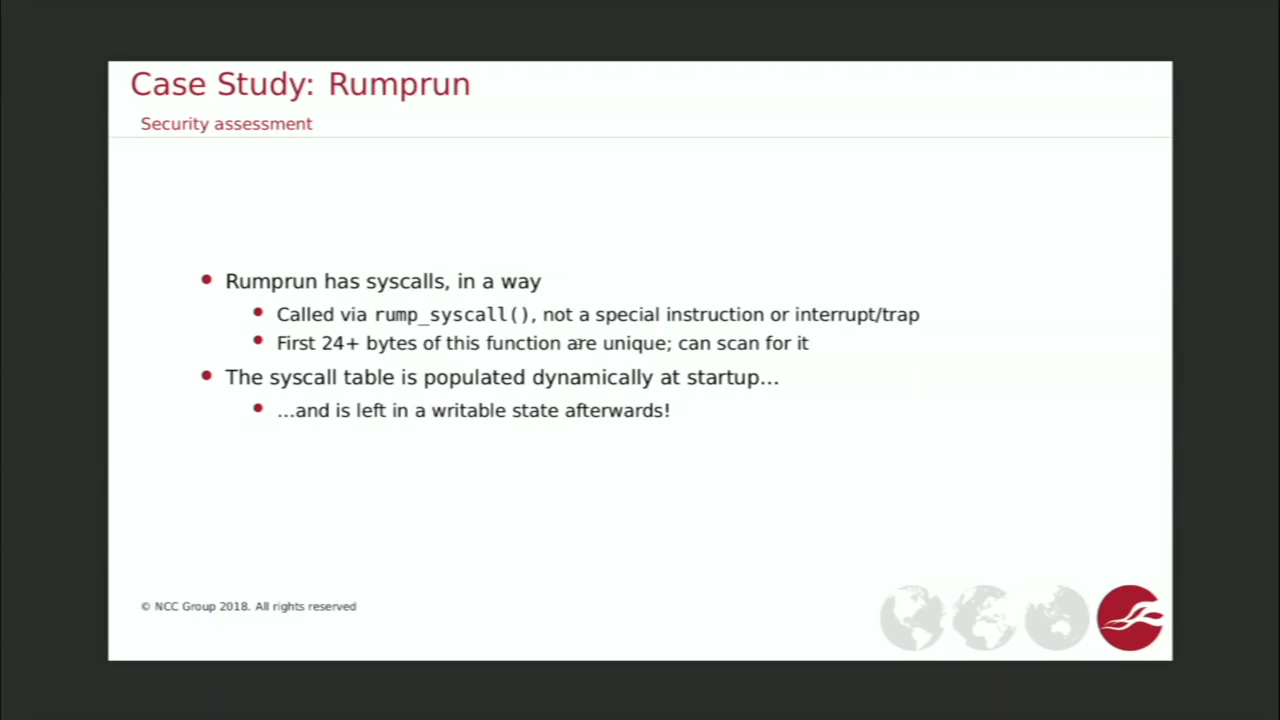 Case Study: Rumprun
Security assessment
• Rumprun has syscalls, in a way
• Called via rump_syscall(), not a special instruction or interrupt/trap
• First 24+ bytes of this function are unique; can scan for it
• The syscall table is populated dynamically at startup…
• …and is left in a writable state afterwards!
© NCC Group 2018. All rights reserved